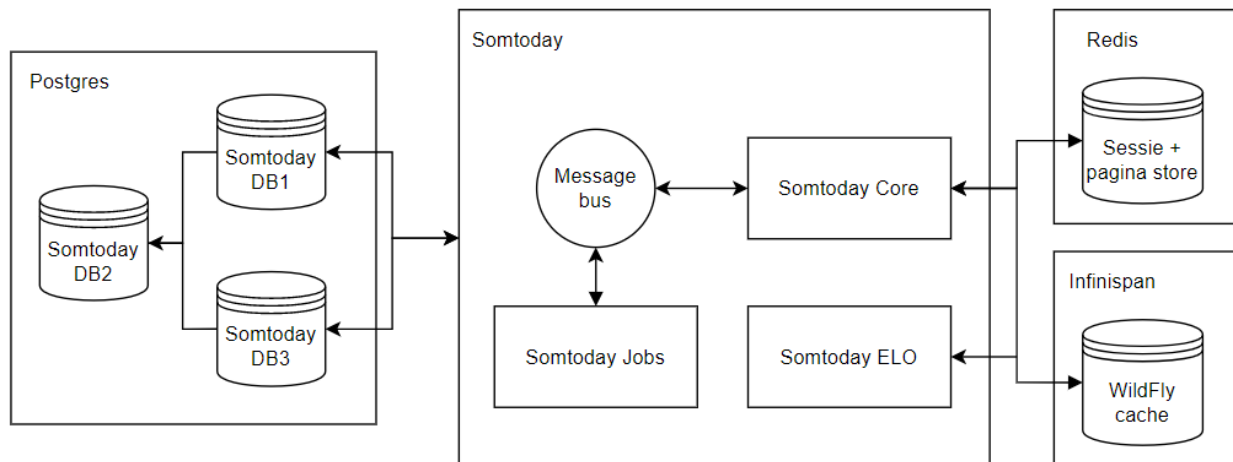 Postgres
Somtoday
DB1
Somtoday
DB2
Somtoday
DB3
Somtoday
Message
bus
Somtoday Core
Somtoday Jobs
Somtoday ELO
Redis
Sessie +
pagina store
Infinispan
WildFly
cache